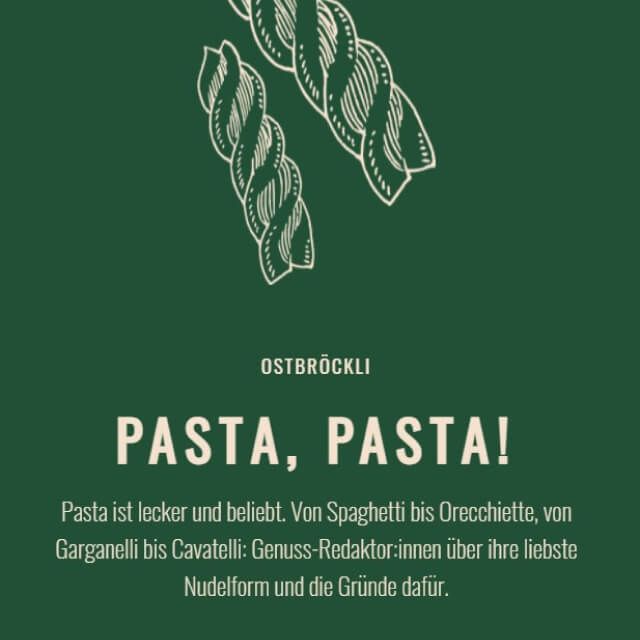 OSTBRÖCKLI
PASTA, PASTA!
Pasta ist lecker und beliebt. Von Spaghetti bis Orecchiette, von
Garganelli bis Cavatelli: Genuss-Redaktor:innen über ihre liebste
Nudelform und die Gründe dafür.